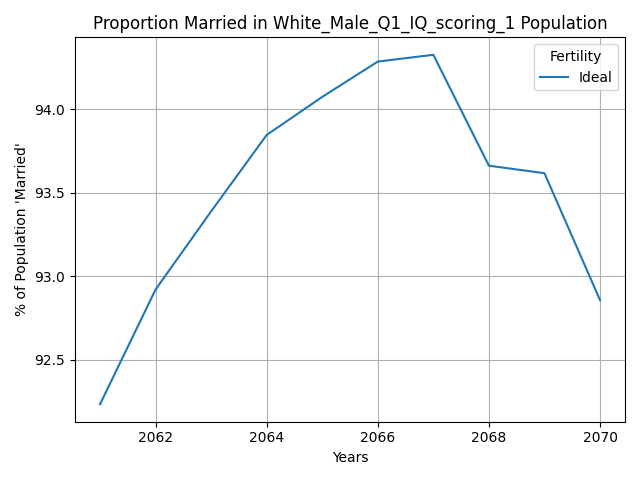 Proportion Married in White_Male_Q1_IQ_scoring_1 Population
Fertility
Ideal
% of Population 'Married'
94.0
93.5
93.0
92.5
2062 2064 2066 2068 2070
Years